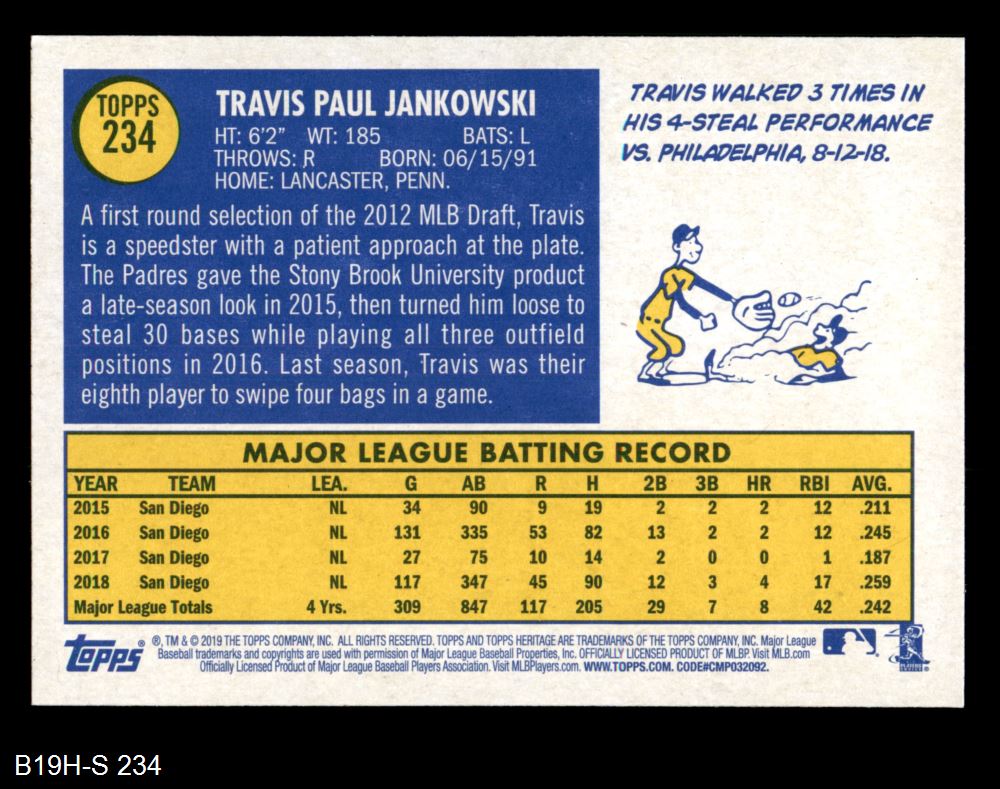 TOPPS
234
TRAVIS PAUL JANKOWSKI
HT: 6'2" WT: 185 BATS: L
THROWS: R BORN: 06/15/91
HOME: LANCASTER, PENN.
A first round selection of the 2012 MLB Draft, Travis
is a speedster with a patient approach at the plate.
The Padres gave the Stony Brook University product
a late-season look in 2015, then turned him loose to
steal 30 bases while playing all three outfield
positions in 2016. Last season, Travis was their
eighth player to swipe four bags in a game.
TRAVIS WALKED 3 TIMES IN
HIS 4-STEAL PERFORMANCE
VS. PHILADELPHIA, 8-12-18.
MAJOR LEAGUE BATTING RECORD
YEAR TEAM LEA. G AB R H 2B 3B HR RBI AVG.
2015 San Diego NL 34 90 9 19 2 2 2 12 .211
2016 San Diego NL 131 335 53 82 13 2 2 12 .245
2017 San Diego NL 27 75 10 14 2 0 0 1 .187
2018 San Diego NL 117 347 45 90 12 3 4 17 .259
Major League Totals 4 Yrs. 309 847 117 205 29 7 8 42 .242
Topps ® ®, TM & © 2019 THE TOPPS COMPANY, INC. ALL RIGHTS RESERVED. TOPPS AND TOPPS HERITAGE ARE TRADEMARKS OF THE TOPPS COMPANY, INC. Major League
Baseball trademarks and copyrights are used with permission of Major League Baseball Properties, Inc. OFFICIALLY LICENSED PRODUCT OF MLBP. Visit MLB.com
Officially Licensed Product of Major League Baseball Players Association. Visit MLBPlayers.com. WWW.TOPPS.COM. CODE#CMP032092.
B19H-S 234